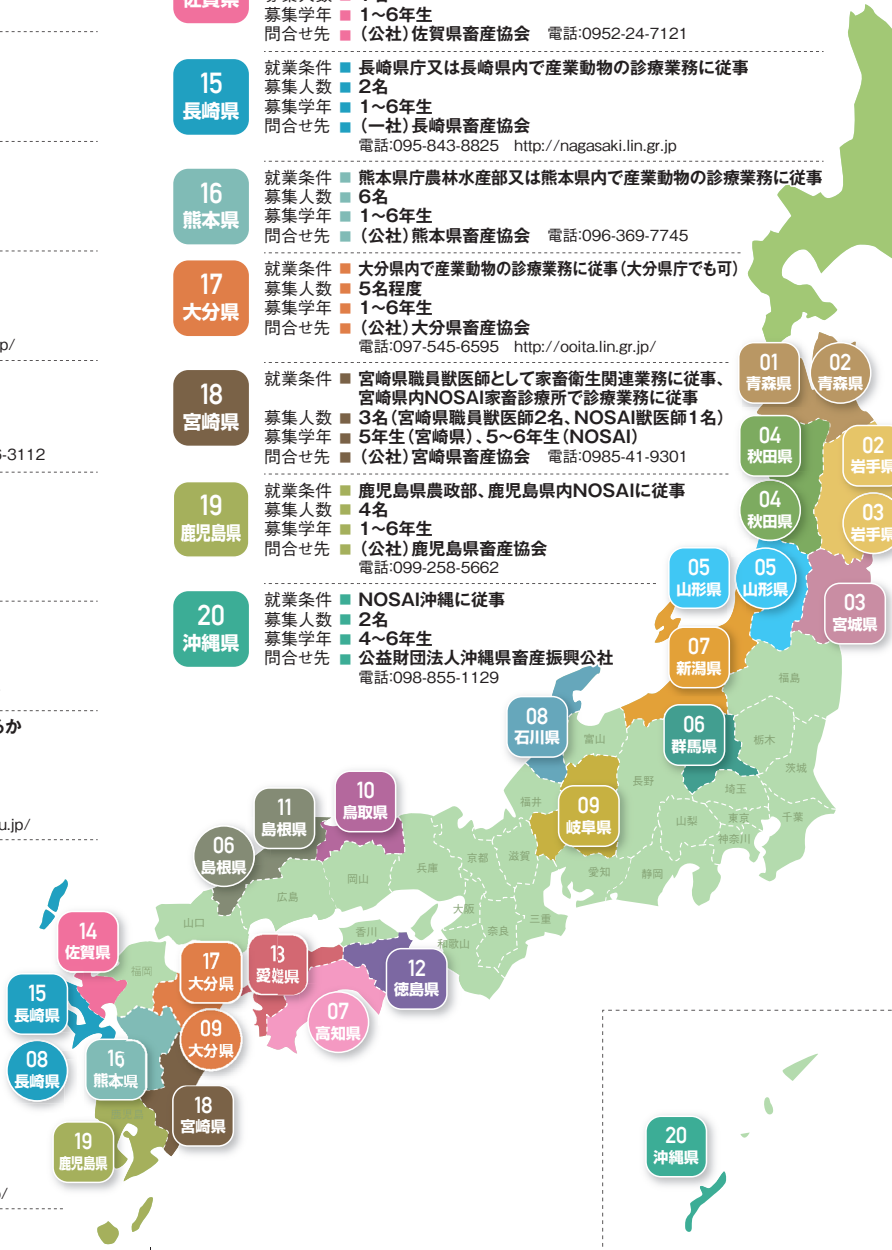 佐賀県
募集学年 ■ 1～6年生
問合せ先 ■ (公社)佐賀県畜産協会　電話:0952-24-7121
15
長崎県
就業条件 ■ 長崎県庁又は長崎県内で産業動物の診療業務に従事
募集人数 ■ 2名
募集学年 ■ 1～6年生
問合せ先 ■ (一社)長崎県畜産協会
電話:095-843-8825　http://nagasaki.lin.gr.jp
16
熊本県
就業条件 ■ 熊本県庁農林水産部又は熊本県内で産業動物の診療業務に従事
募集人数 ■ 6名
募集学年 ■ 1～6年生
問合せ先 ■ (公社)熊本県畜産協会　電話:096-369-7745
17
大分県
就業条件 ■ 大分県内で産業動物の診療業務に従事(大分県庁でも可)
募集人数 ■ 5名程度
募集学年 ■ 1～6年生
問合せ先 ■ (公社)大分県畜産協会
電話:097-545-6595　http://ooita.lin.gr.jp/
18
宮崎県
就業条件 ■ 宮崎県職員獣医師として家畜衛生関連業務に従事、
宮崎県内NOSAI家畜診療所で診療業務に従事
募集人数 ■ 3名(宮崎県職員獣医師2名、NOSAI獣医師1名)
募集学年 ■ 5年生(宮崎県)、5～6年生(NOSAI)
問合せ先 ■ (公社)宮崎県畜産協会　電話:0985-41-9301
19
鹿児島県
就業条件 ■ 鹿児島県農政部、鹿児島県内NOSAIに従事
募集人数 ■ 4名
募集学年 ■ 1～6年生
問合せ先 ■ (公社)鹿児島県畜産協会
電話:099-258-5662
20
沖縄県
就業条件 ■ NOSAI沖縄に従事
募集人数 ■ 2名
募集学年 ■ 4～6年生
問合せ先 ■ 公益財団法人沖縄県畜産振興公社
電話:098-855-1129
p/
-3112
か
u.jp/
/
01
青森県
02
青森県
04
秋田県
02
岩手県
04
秋田県
03
岩手県
05
山形県
05
山形県
03
宮城県
07
新潟県
福島
08
石川県
富山
06
群馬県
栃木
長野
茨城
埼玉
福井
09
岐阜県
山梨
東京
千葉
神奈川
10
鳥取県
11
島根県
06
島根県
岡山
兵庫
京都
滋賀
愛知
静岡
広島
大阪
奈良
三重
山口
香川
和歌山
14
佐賀県
福岡
17
大分県
13
愛媛県
12
徳島県
15
長崎県
09
大分県
07
高知県
08
長崎県
16
熊本県
18
宮崎県
19
鹿児島県
20
沖縄県